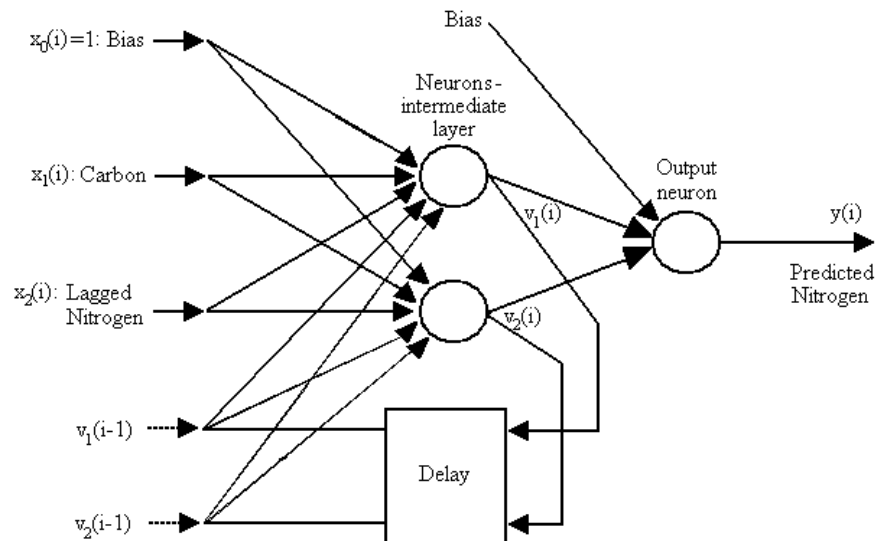 Bias
x₀(i)=1: Bias
Neurons-
intermediate
layer
Output
neuron
x₁(i): Carbon
v₁(i)
y(i)
x₂(i): Lagged
Nitrogen
Predicted
Nitrogen
v₂(i)
v₁(i-1)
Delay
v₂(i-1)